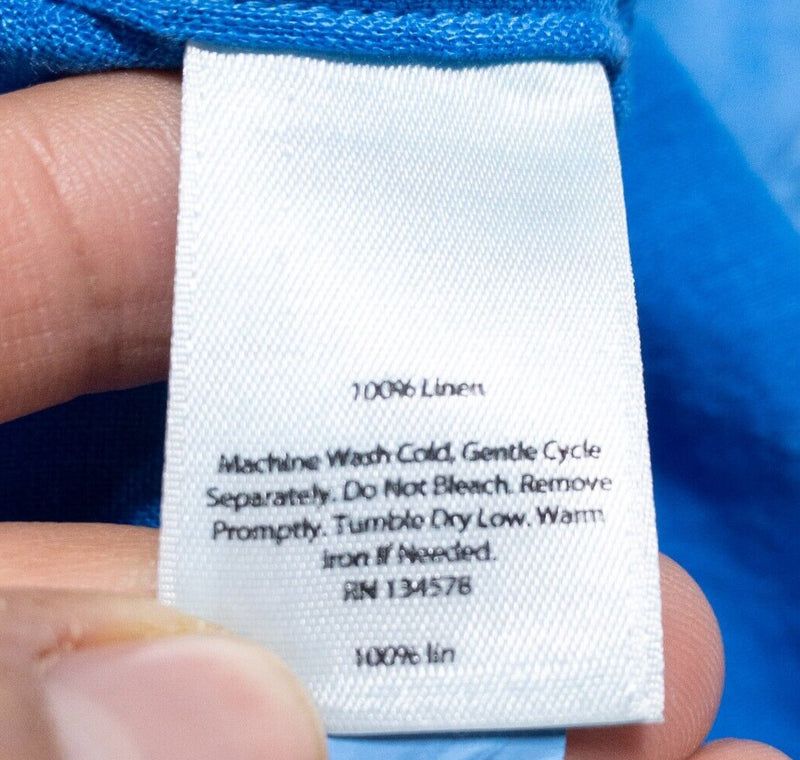 100% Linen
Machine Wash Cold, Gentle Cycle
Separately. Do Not Bleach. Remove
Promptly. Tumble Dry Low. Warm
Iron If Needed.
RN 134578
100% lin